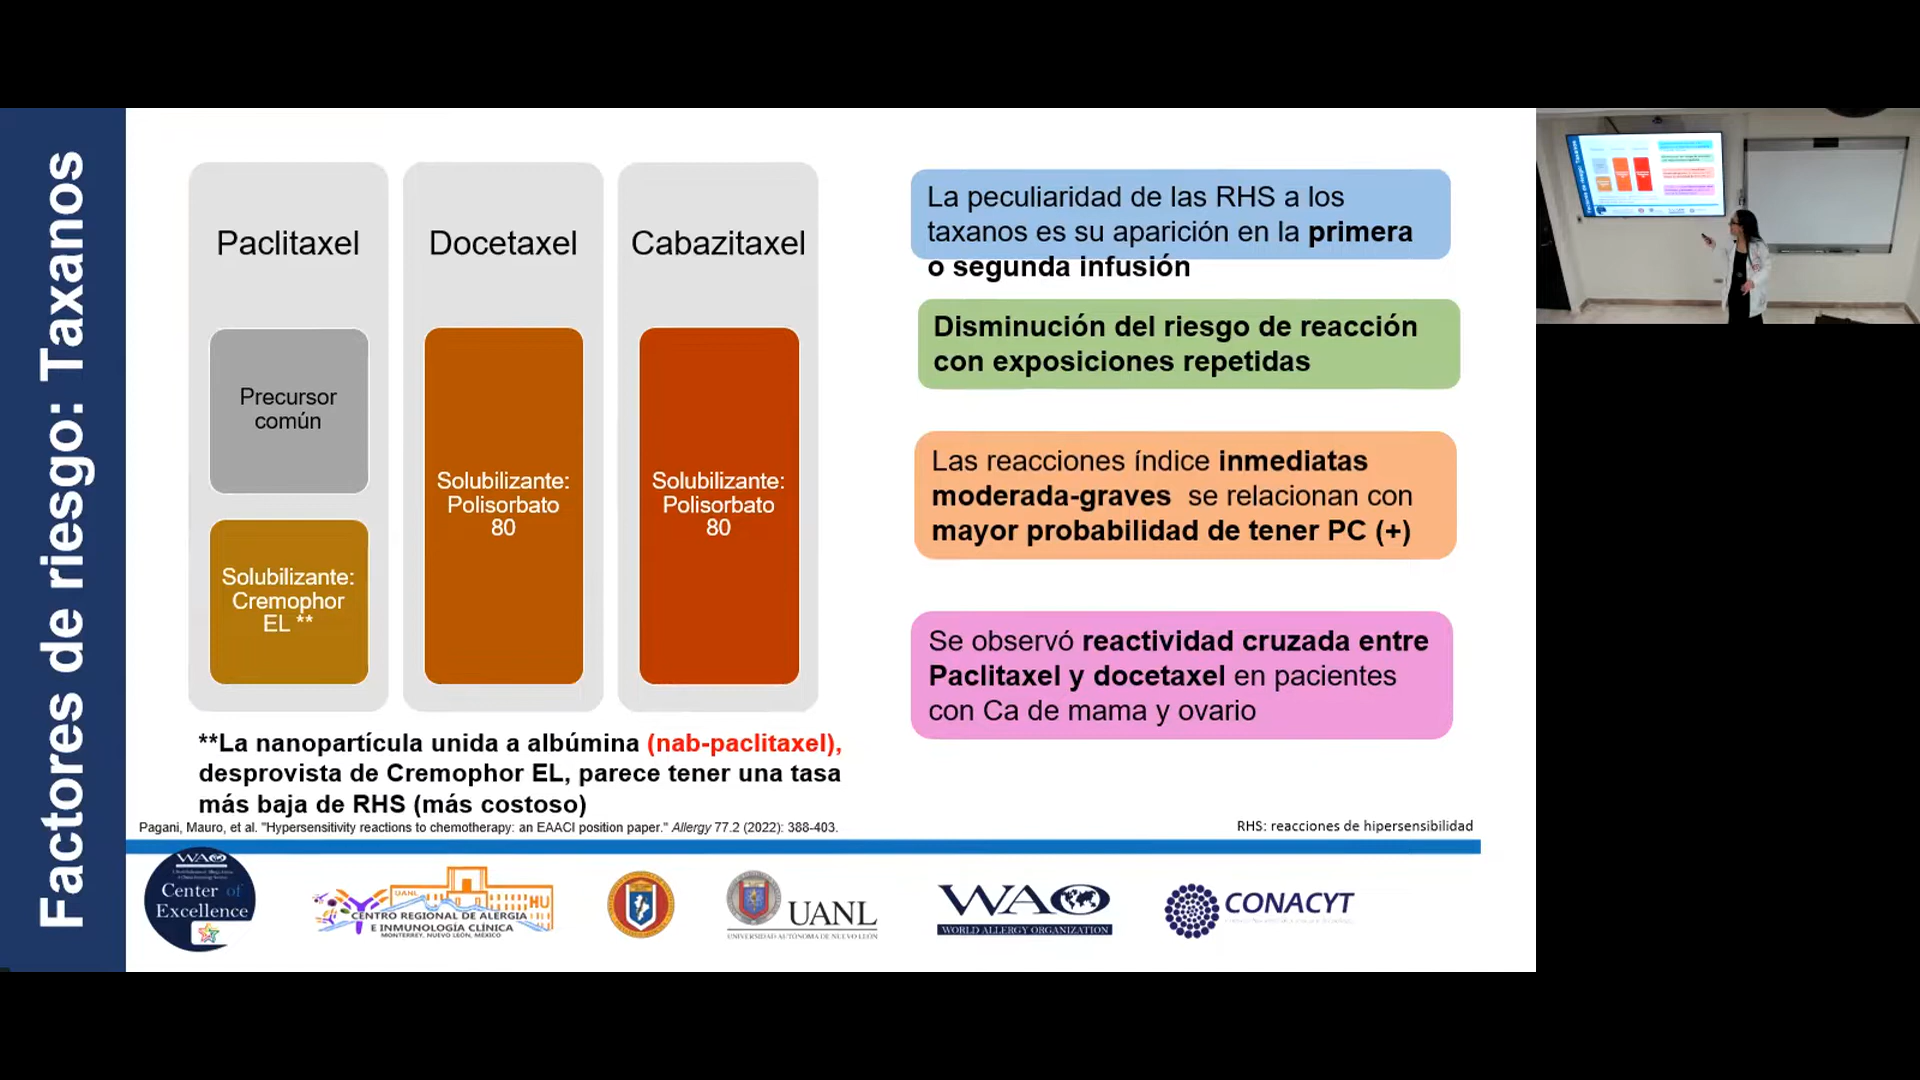 Factores de riesgo: Taxanos
Paclitaxel
Precursor
común
Solubilizante:
Cremophor
EL **
Docetaxel
Solubilizante:
Polisorbato
80
Cabazitaxel
Solubilizante:
Polisorbato
80
**La nanopartícula unida a albúmina (nab-paclitaxel),
desprovista de Cremophor EL, parece tener una tasa
más baja de RHS (más costoso)
La peculiaridad de las RHS a los
taxanos es su aparición en la primera
o segunda infusión
Disminución del riesgo de reacción
con exposiciones repetidas
Las reacciones índice inmediatas
moderada-graves se relacionan con
mayor probabilidad de tener PC (+)
Se observó reactividad cruzada entre
Paclitaxel y docetaxel en pacientes
con Ca de mama y ovario
Pagani, Mauro, et al. "Hypersensitivity reactions to chemotherapy: an EAACI position paper." Allergy 77.2 (2022): 388-403.
RHS: reacciones de hipersensibilidad
WAO
Center of
Excellence
UANL
HU
CENTRO REGIONAL DE ALERGIA
E INMUNOLOGÍA CLÍNICA
MONTERREY, NUEVO LEÓN, MÉXICO
UANL
UNIVERSIDAD AUTÓNOMA DE NUEVO LEÓN
WAO
WORLD ALLERGY ORGANIZATION
CONACYT